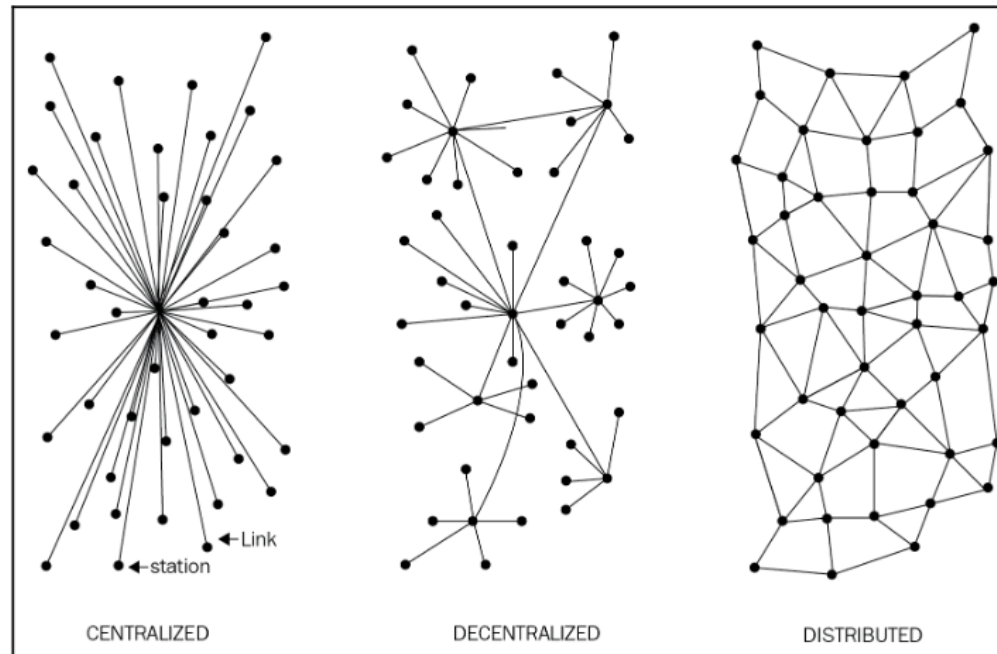 Link
station
CENTRALIZED
DECENTRALIZED
DISTRIBUTED